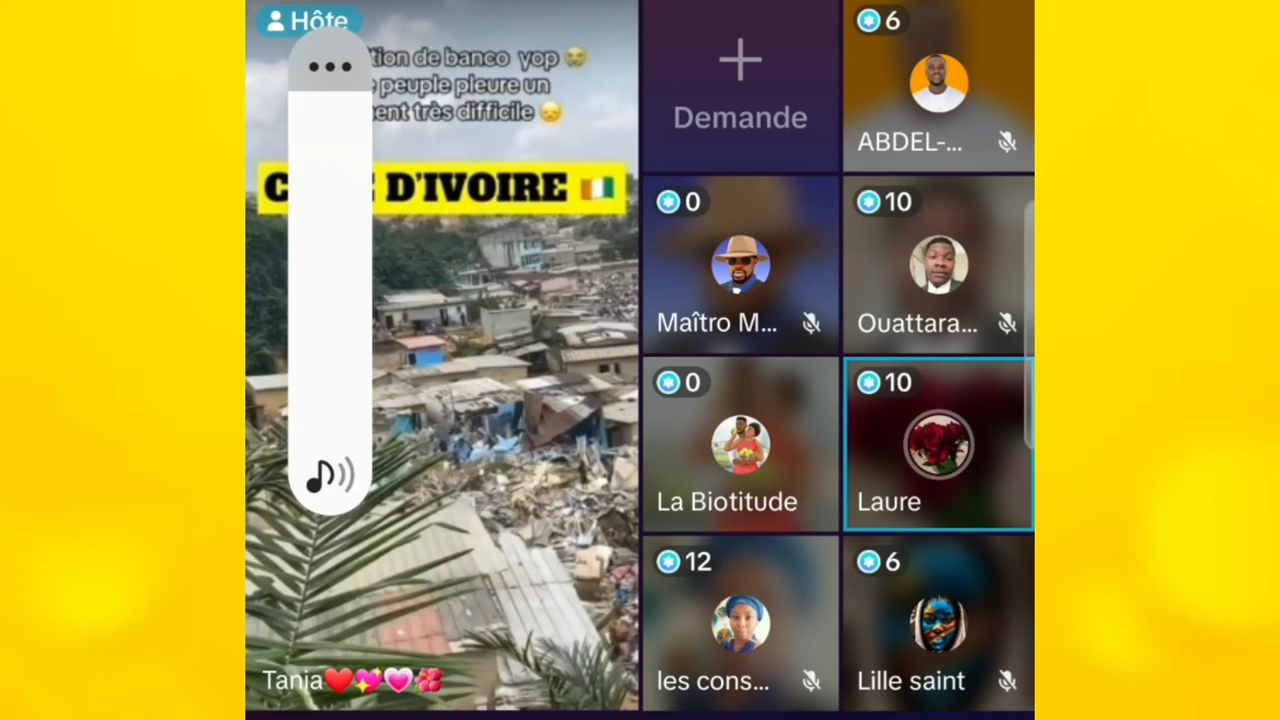 Hôte
tion de banco yop 😭
peuple pleure un
ent très difficile 😞
D'IVOIRE 🇨🇮
Tania❤️💖💗🌺
Demande
6
ABDEL-...
0
Maîtro M...
10
Ouattara...
0
La Biotitude
10
Laure
12
les cons...
6
Lille saint